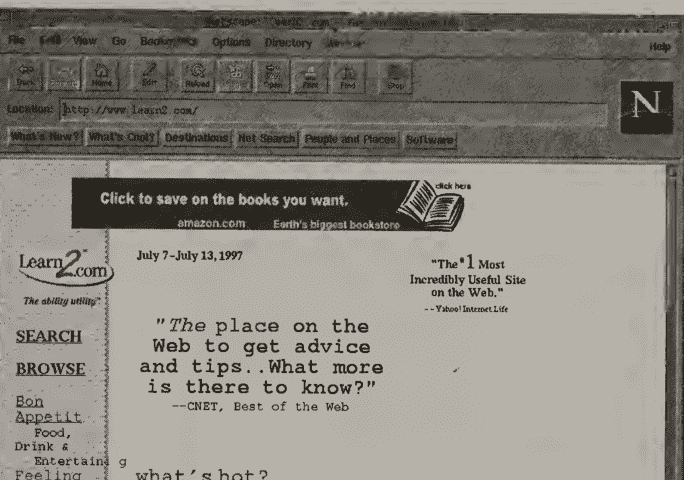 File Edit View Go Bookmarks Options Directory Window Help
Back Home Edit Reload Open Print Find Stop
Location: http://www.learn2.com/
What's New? What's Cool? Destinations Net Search People and Places Software
N
Click to save on the books you want.
click here
amazon.com Earth's biggest bookstore
Learn2.com
The ability utility™
July 7-July 13, 1997
"The #1 Most
Incredibly Useful Site
on the Web."
-- Yahoo! Internet Life
SEARCH
BROWSE
"The place on the
Web to get advice
and tips..What more
is there to know?"
--CNET, Best of the Web
Bon
Appetit
Food,
Drink &
Entertaing
Feeling
what's hot?